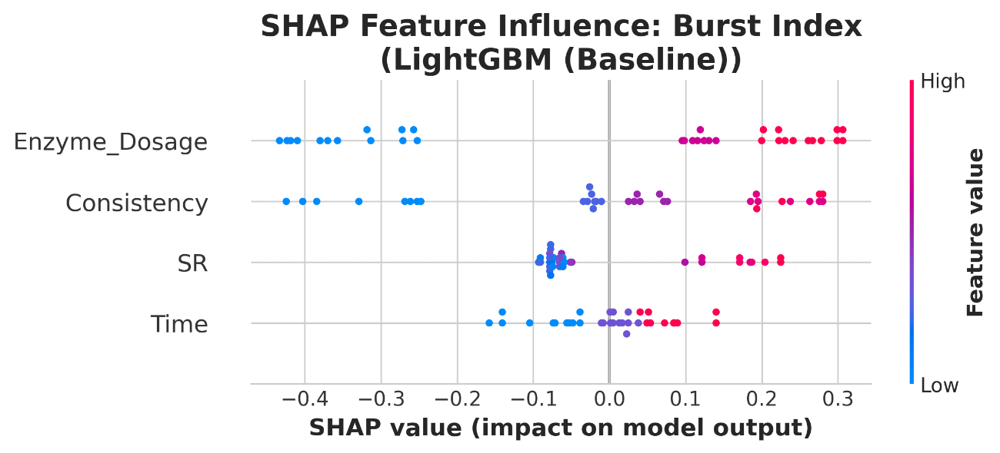 SHAP Feature Influence: Burst Index
(LightGBM (Baseline))
High
Enzyme_Dosage
Consistency
SR
Time
Feature value
Low
−0.4 −0.3 −0.2 −0.1 0.0 0.1 0.2 0.3
SHAP value (impact on model output)